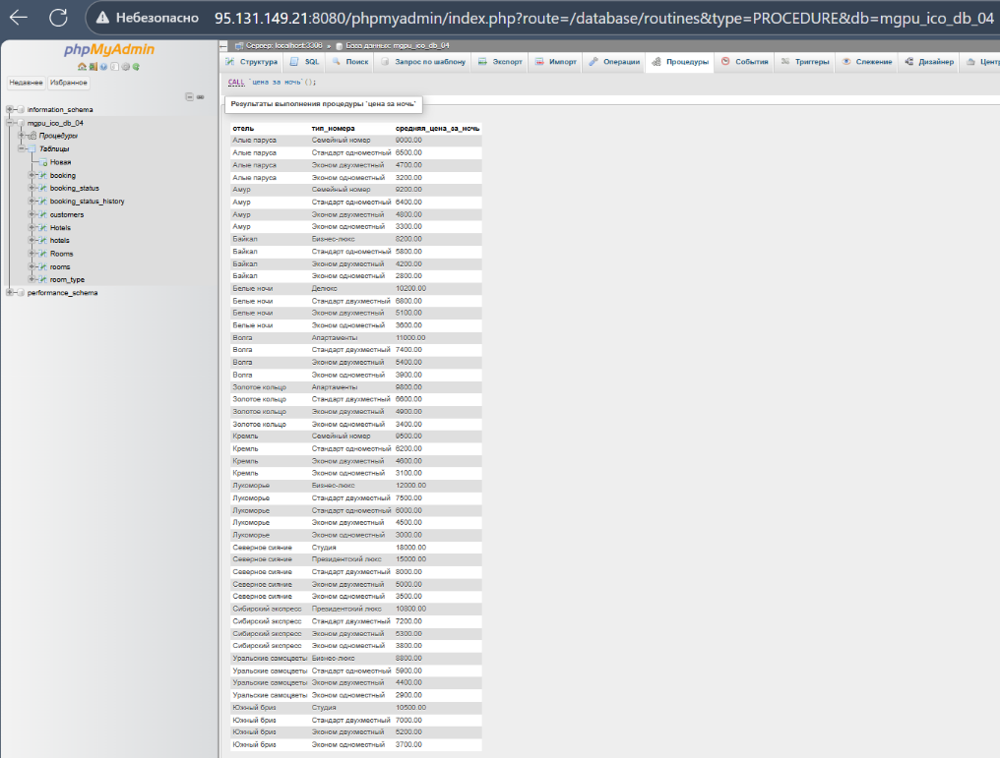 Небезопасно 95.131.149.21:8080/phpmyadmin/index.php?route=/database/routines&type=PROCEDURE&db=mgpu_ico_db_04
phpMyAdmin
Недавнее Избранное
information_schema
mgpu_ico_db_04
Процедуры
Таблицы
Новая
booking
booking_status
booking_status_history
customers
Hotels
hotels
Rooms
rooms
room_type
performance_schema
Сервер: localhost:3306 » База данных: mgpu_ico_db_04
Структура SQL Поиск Запрос по шаблону Экспорт Импорт Операции Процедуры События Триггеры Слежение Дизайнер Центр
CALL `цена за ночь`();
Результаты выполнения процедуры `цена за ночь`
отель тип_номера средняя_цена_за_ночь
Алые паруса Семейный номер 9000.00
Алые паруса Стандарт одноместный 6500.00
Алые паруса Эконом двухместный 4700.00
Алые паруса Эконом одноместный 3200.00
Амур Семейный номер 9200.00
Амур Стандарт одноместный 6400.00
Амур Эконом двухместный 4800.00
Амур Эконом одноместный 3300.00
Байкал Бизнес-люкс 8200.00
Байкал Стандарт одноместный 5800.00
Байкал Эконом двухместный 4200.00
Байкал Эконом одноместный 2800.00
Белые ночи Делюкс 10200.00
Белые ночи Стандарт двухместный 6800.00
Белые ночи Эконом двухместный 5100.00
Белые ночи Эконом одноместный 3600.00
Волга Апартаменты 11000.00
Волга Стандарт двухместный 7400.00
Волга Эконом двухместный 5400.00
Волга Эконом одноместный 3900.00
Золотое кольцо Апартаменты 9800.00
Золотое кольцо Стандарт двухместный 6600.00
Золотое кольцо Эконом двухместный 4900.00
Золотое кольцо Эконом одноместный 3400.00
Кремль Семейный номер 9500.00
Кремль Стандарт одноместный 6200.00
Кремль Эконом двухместный 4600.00
Кремль Эконом одноместный 3100.00
Лукоморье Бизнес-люкс 12000.00
Лукоморье Стандарт двухместный 7500.00
Лукоморье Стандарт одноместный 6000.00
Лукоморье Эконом двухместный 4500.00
Лукоморье Эконом одноместный 3000.00
Северное сияние Студия 18000.00
Северное сияние Президентский люкс 15000.00
Северное сияние Стандарт двухместный 8000.00
Северное сияние Эконом двухместный 5000.00
Северное сияние Эконом одноместный 3500.00
Сибирский экспресс Президентский люкс 10800.00
Сибирский экспресс Стандарт двухместный 7200.00
Сибирский экспресс Эконом двухместный 5300.00
Сибирский экспресс Эконом одноместный 3800.00
Уральские самоцветы Бизнес-люкс 8800.00
Уральские самоцветы Стандарт одноместный 5900.00
Уральские самоцветы Эконом двухместный 4400.00
Уральские самоцветы Эконом одноместный 2900.00
Южный бриз Студия 10500.00
Южный бриз Стандарт двухместный 7000.00
Южный бриз Эконом двухместный 5200.00
Южный бриз Эконом одноместный 3700.00